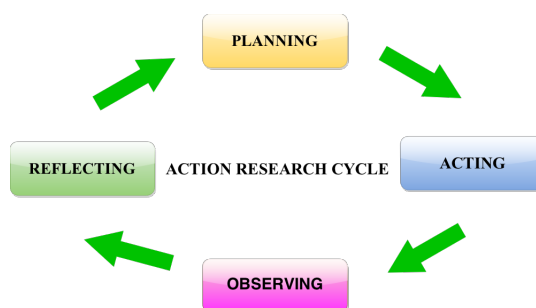 PLANNING
REFLECTING
ACTION RESEARCH CYCLE
ACTING
OBSERVING